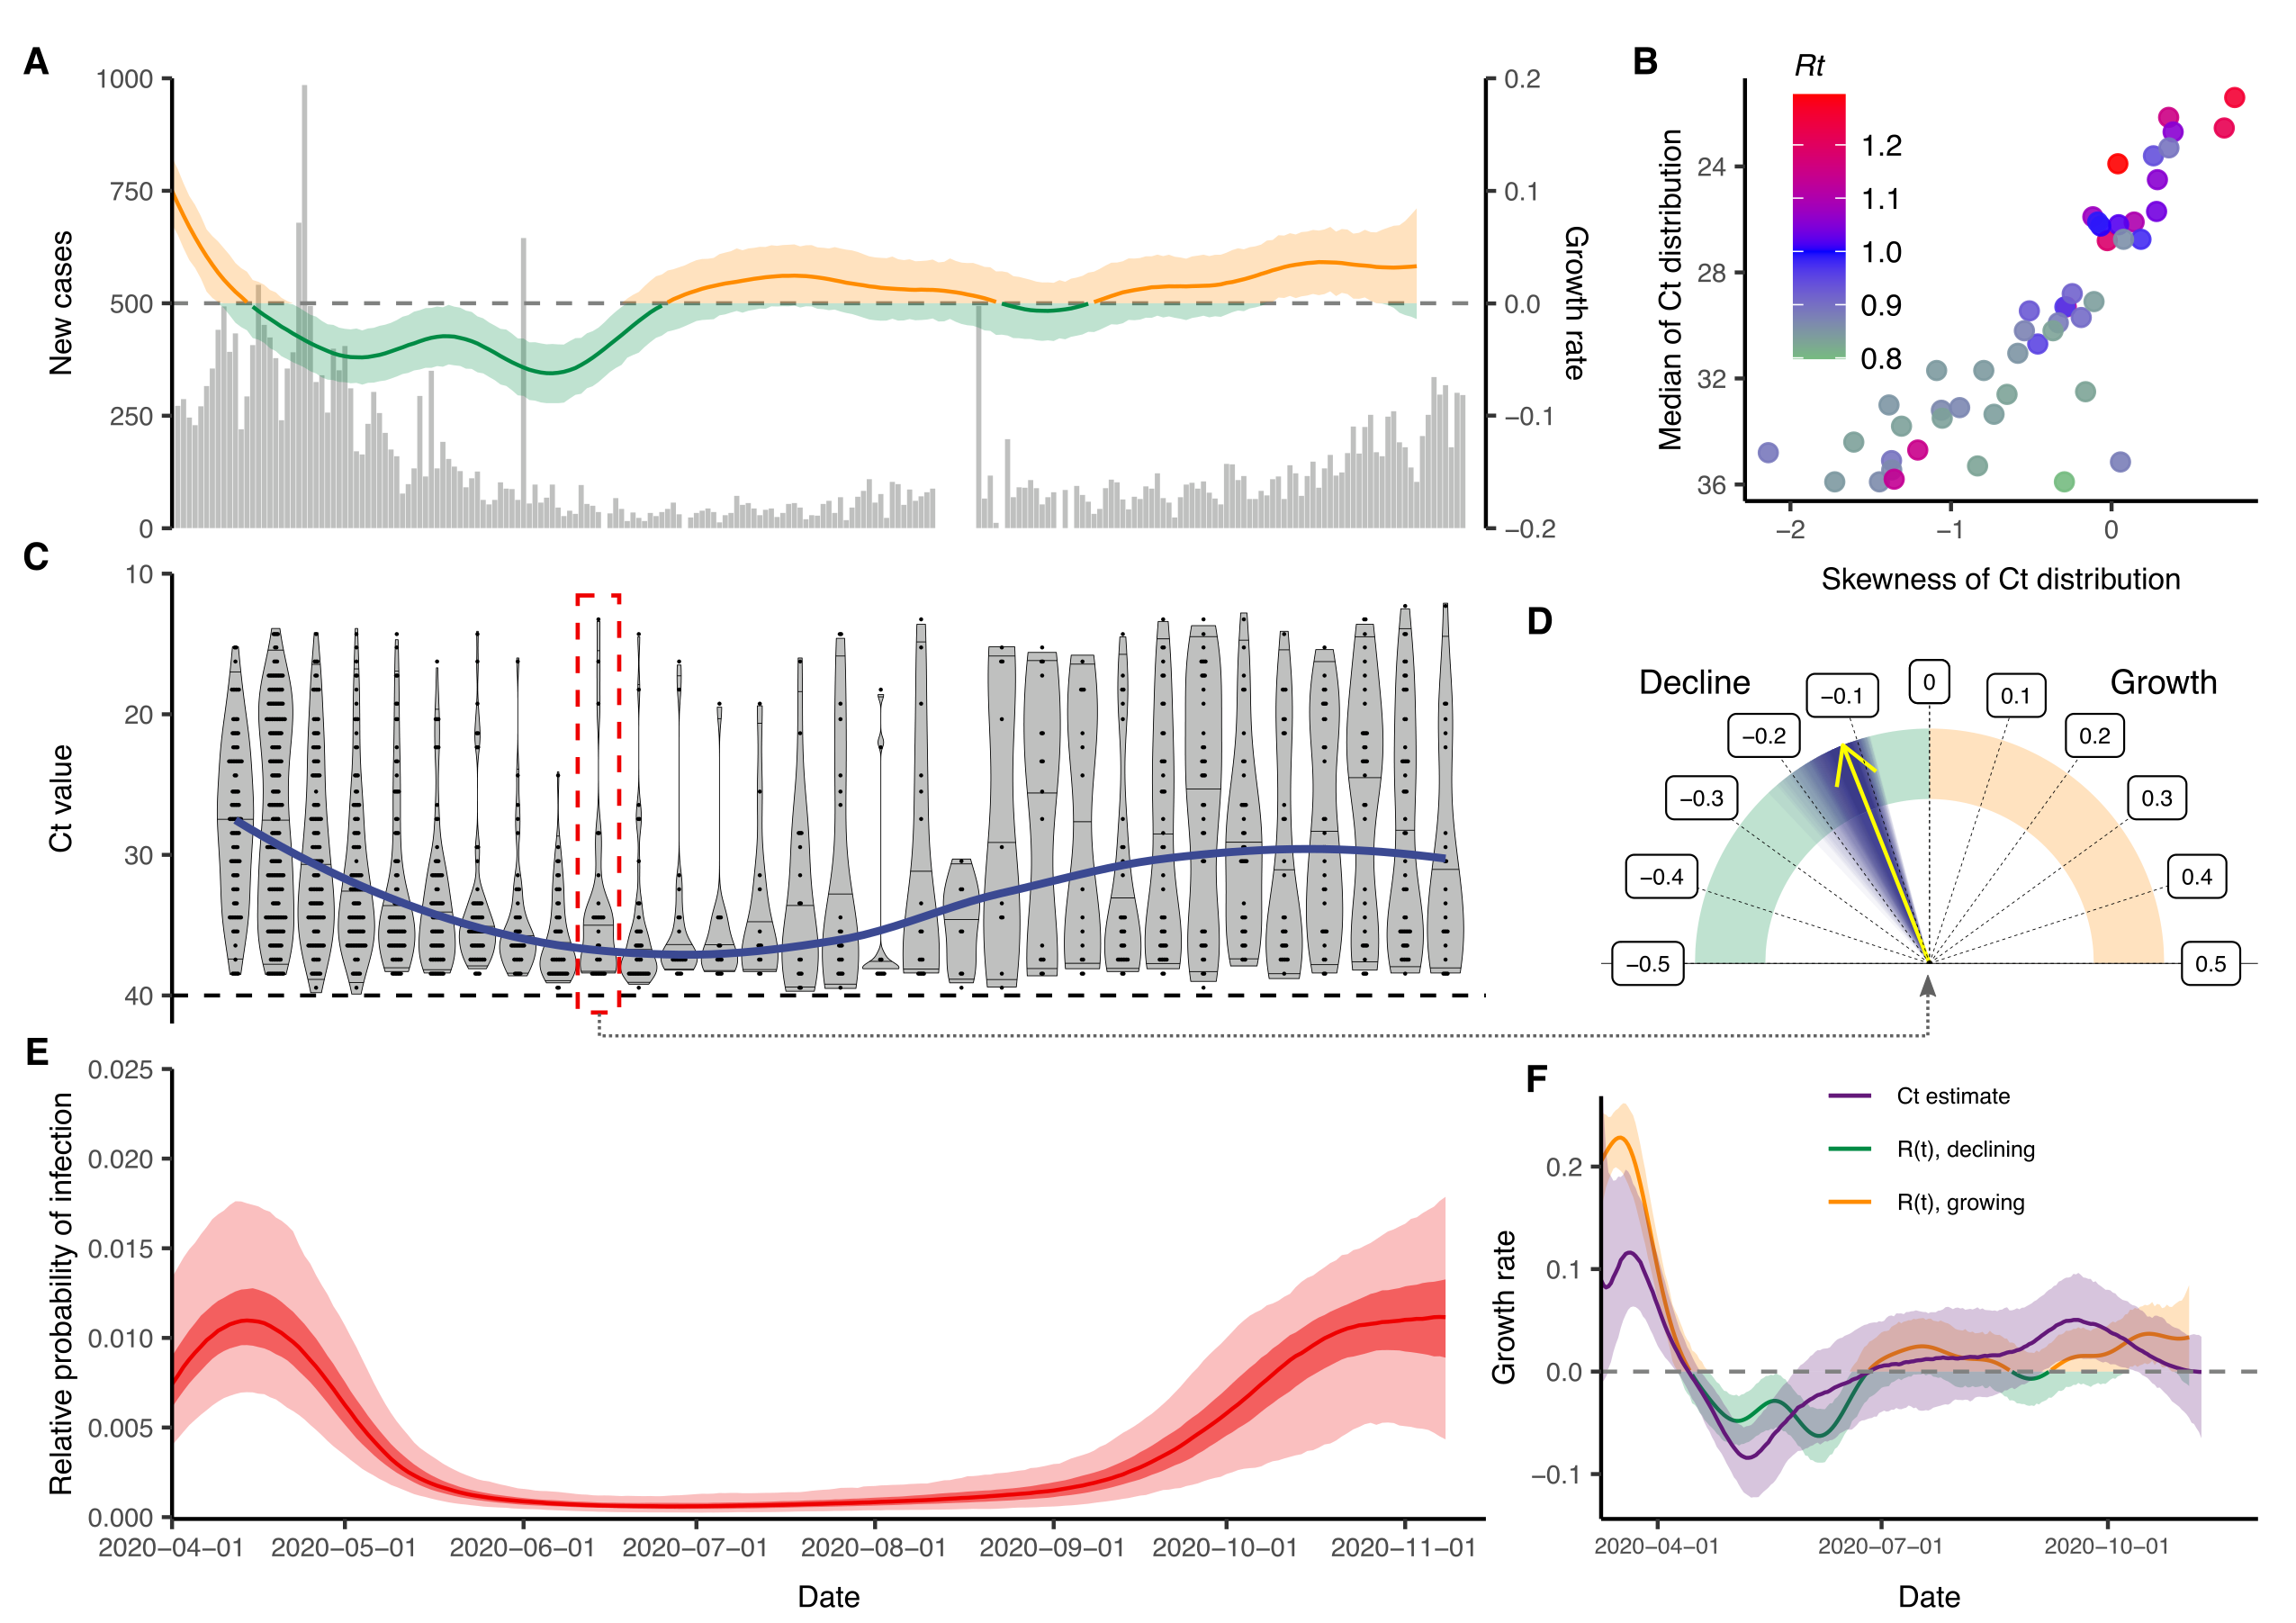 A
New cases
1000
750
500
250
0
0.2
0.1
0.0
−0.1
−0.2
Growth rate
B
Rt
1.2
1.1
1.0
0.9
0.8
Median of Ct distribution
24
28
32
36
−2
−1
0
Skewness of Ct distribution
C
Ct value
10
20
30
40
D
Decline
Growth
−0.5
−0.4
−0.3
−0.2
−0.1
0
0.1
0.2
0.3
0.4
0.5
E
Relative probability of infection
0.025
0.020
0.015
0.010
0.005
0.000
2020−04−01
2020−05−01
2020−06−01
2020−07−01
2020−08−01
2020−09−01
2020−10−01
2020−11−01
Date
F
Ct estimate
R(t), declining
R(t), growing
Growth rate
0.2
0.1
0.0
−0.1
2020−04−01
2020−07−01
2020−10−01
Date